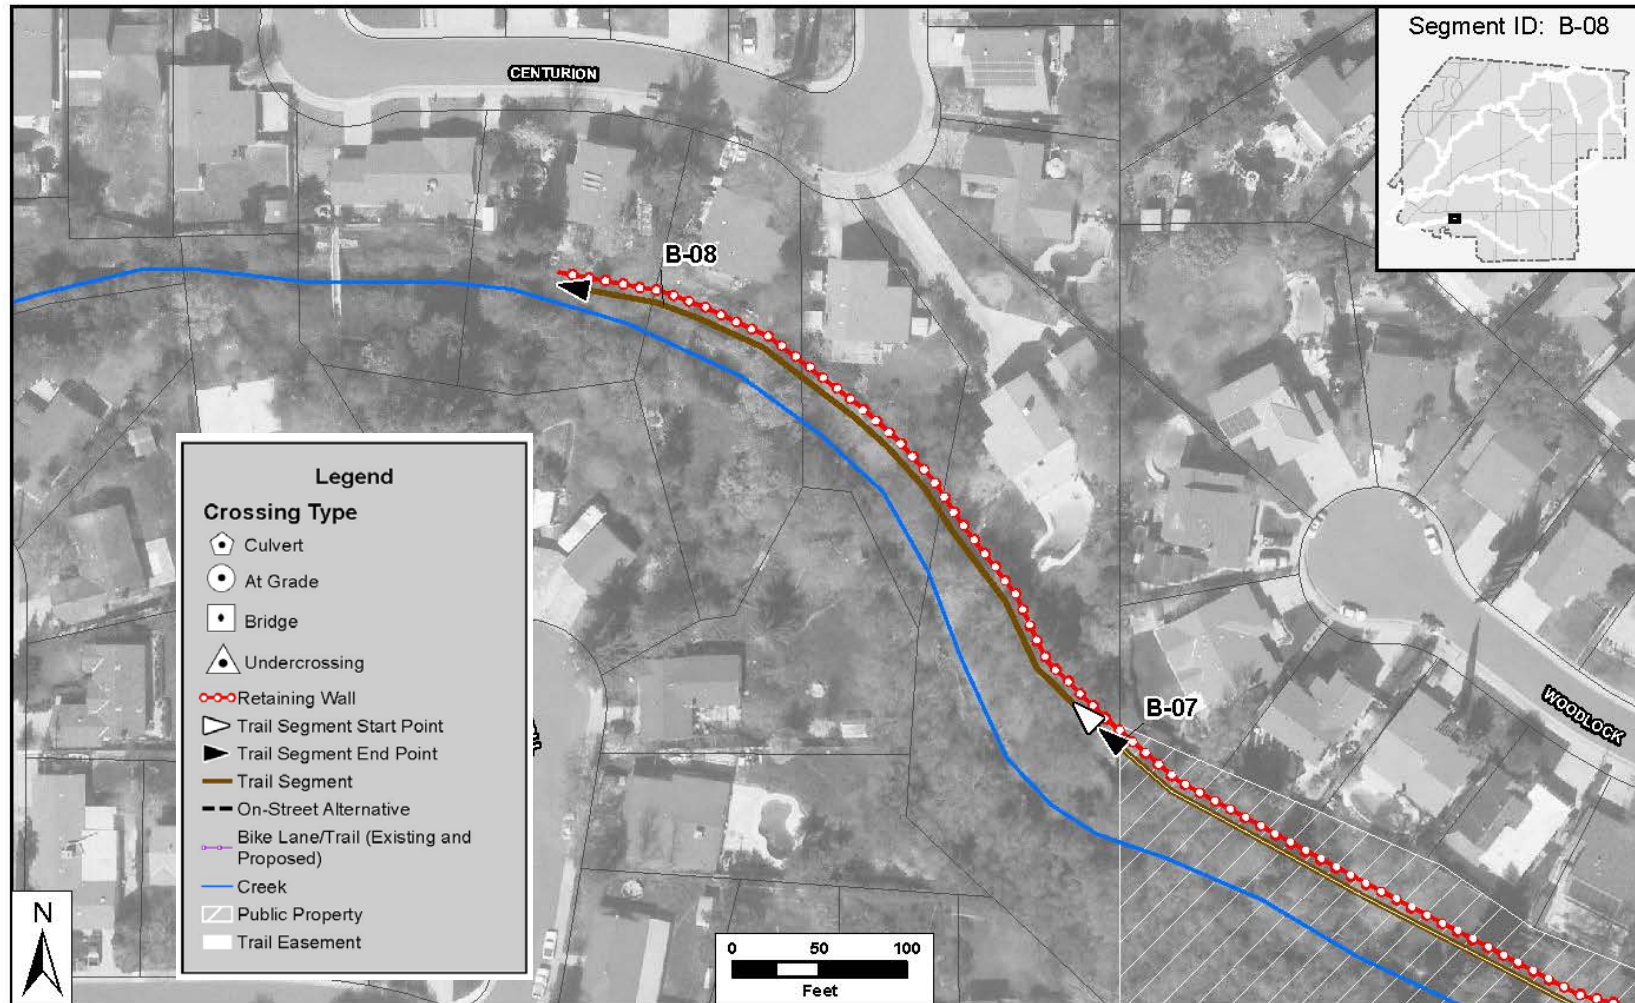 Segment ID: B-08
CENTURION
B-08
B-07
WOODLOCK
Legend
Crossing Type
Culvert
At Grade
Bridge
Undercrossing
Retaining Wall
Trail Segment Start Point
Trail Segment End Point
Trail Segment
On-Street Alternative
Bike Lane/Trail (Existing and
Proposed)
Creek
Public Property
Trail Easement
N
0 50 100
Feet